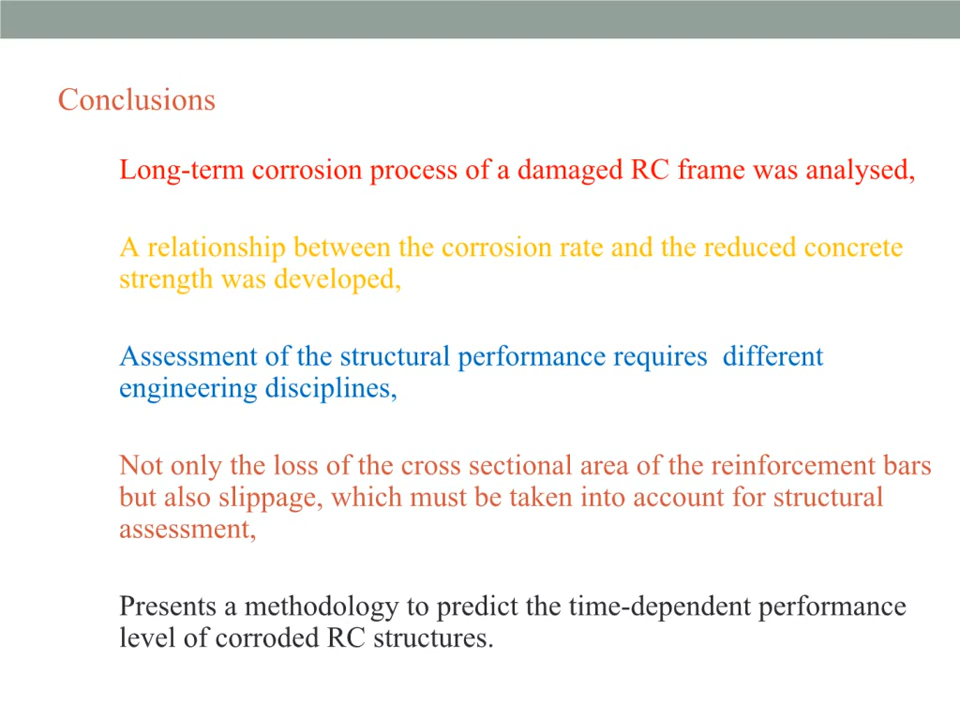 Conclusions
Long-term corrosion process of a damaged RC frame was analysed,
A relationship between the corrosion rate and the reduced concrete
strength was developed,
Assessment of the structural performance requires  different
engineering disciplines,
Not only the loss of the cross sectional area of the reinforcement bars
but also slippage, which must be taken into account for structural
assessment,
Presents a methodology to predict the time-dependent performance
level of corroded RC structures.